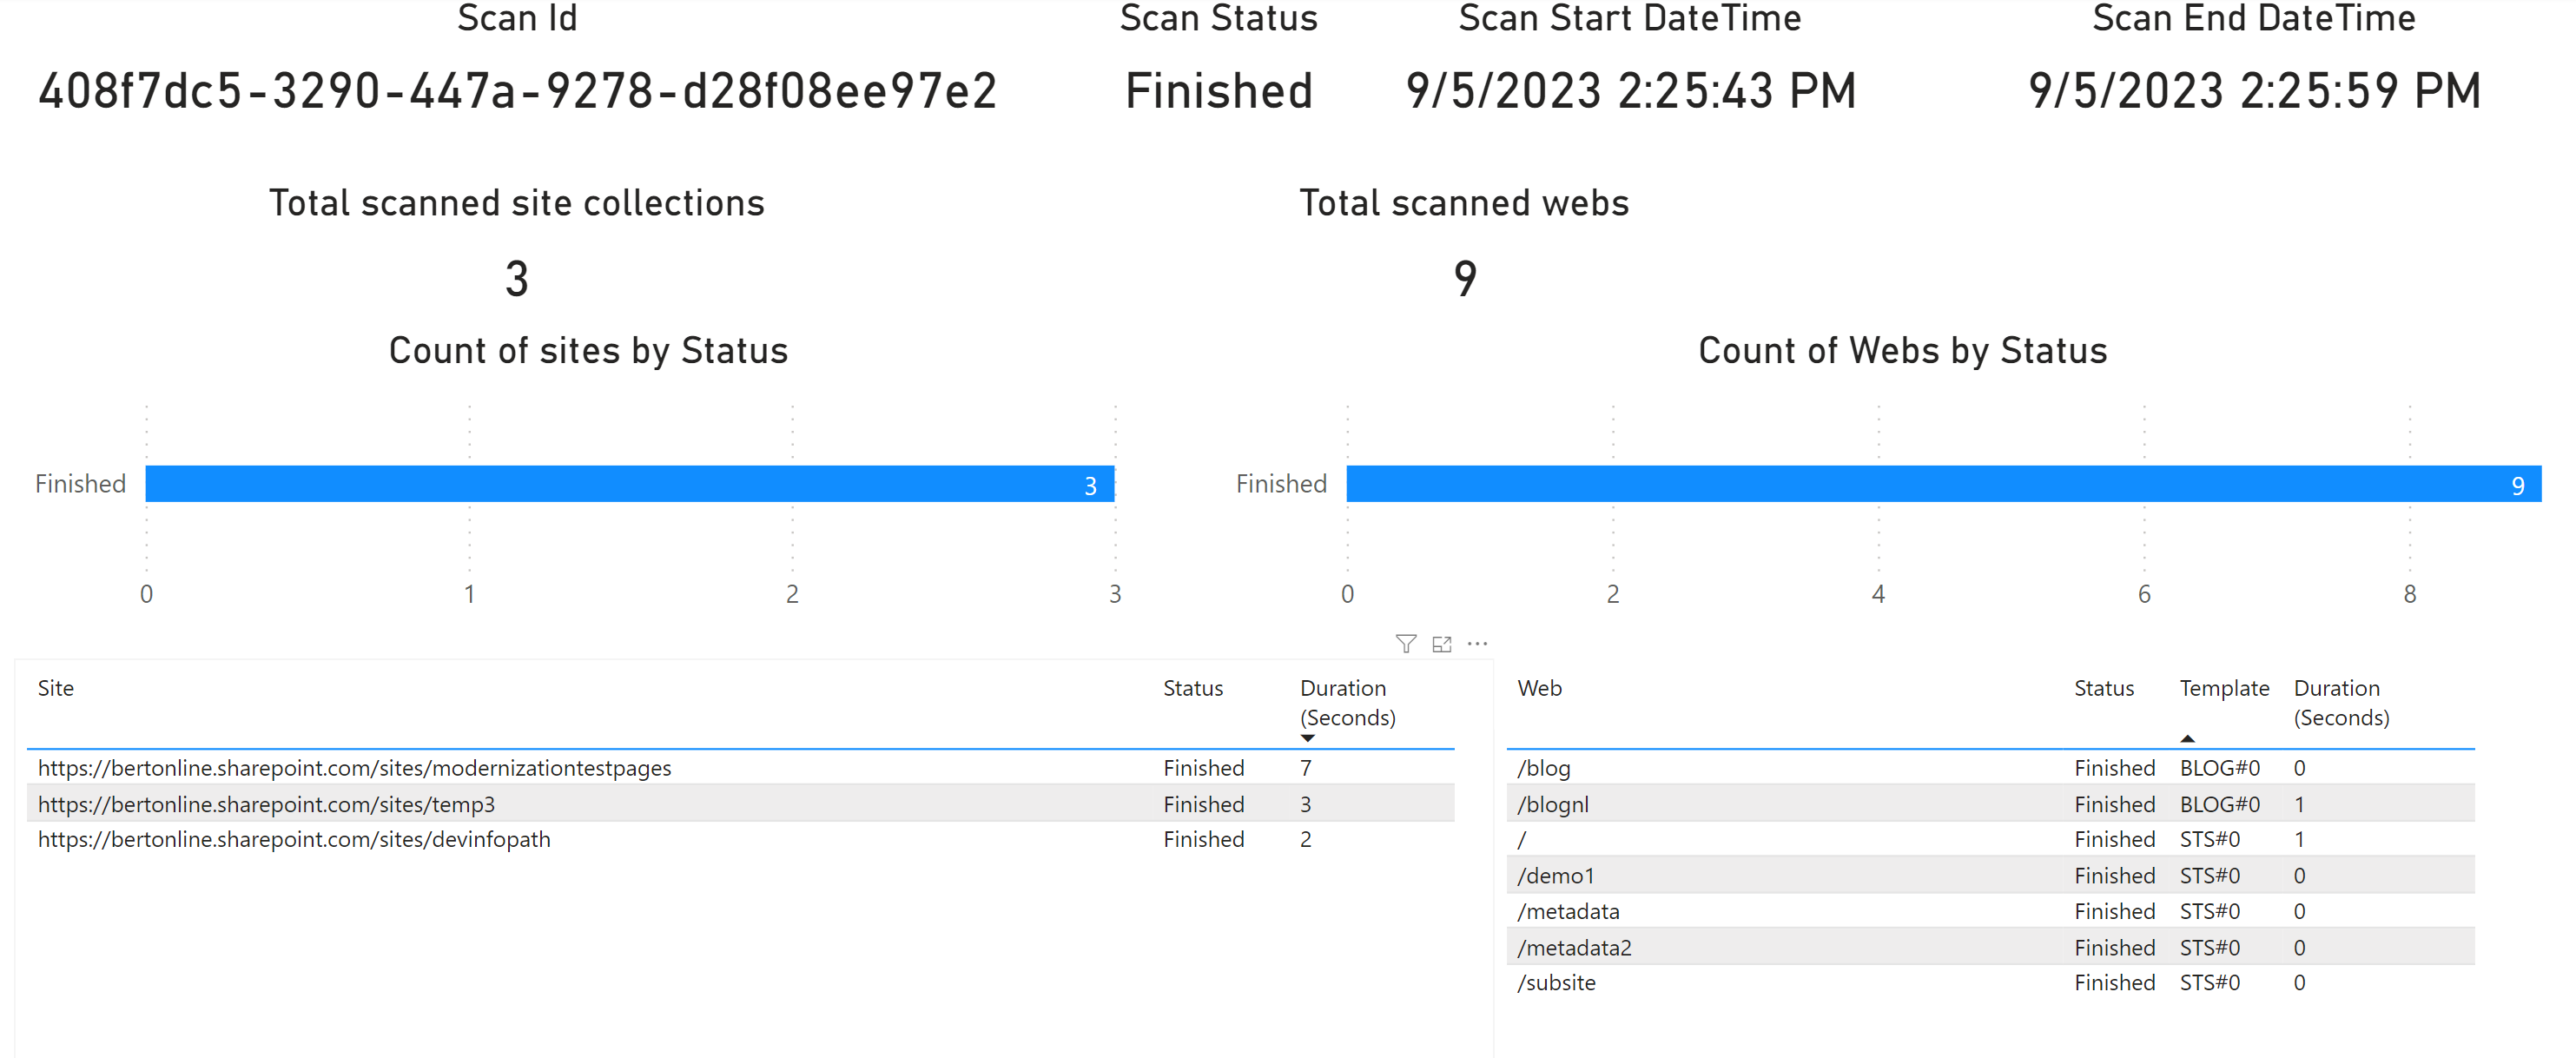 Scan Id
Scan Status
Scan Start DateTime
Scan End DateTime
408f7dc5-3290-447a-9278-d28f08ee97e2
Finished
9/5/2023 2:25:43 PM
9/5/2023 2:25:59 PM
Total scanned site collections
Total scanned webs
3
9
Count of sites by Status
Finished
3
0 1 2 3
Count of Webs by Status
Finished
9
0 2 4 6 8
Site Status Duration
(Seconds)
https://bertonline.sharepoint.com/sites/modernizationtestpages Finished 7
https://bertonline.sharepoint.com/sites/temp3 Finished 3
https://bertonline.sharepoint.com/sites/devinfopath Finished 2
Web Status Template Duration
(Seconds)
/blog Finished BLOG#0 0
/blognl Finished BLOG#0 1
/ Finished STS#0 1
/demo1 Finished STS#0 0
/metadata Finished STS#0 0
/metadata2 Finished STS#0 0
/subsite Finished STS#0 0